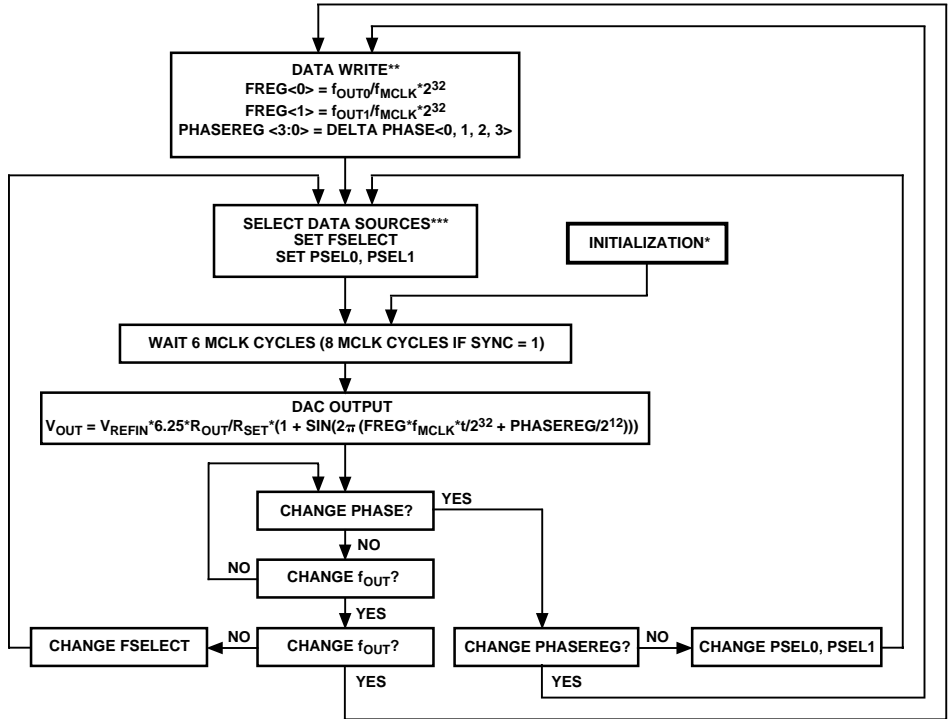 DATA WRITE**
FREG<0> = fOUT0/fMCLK*2^32
FREG<1> = fOUT1/fMCLK*2^32
PHASEREG <3:0> = DELTA PHASE<0, 1, 2, 3>
SELECT DATA SOURCES***
SET FSELECT
SET PSEL0, PSEL1
INITIALIZATION*
WAIT 6 MCLK CYCLES (8 MCLK CYCLES IF SYNC = 1)
DAC OUTPUT
VOUT = VREFIN*6.25*ROUT/RSET*(1 + SIN(2π (FREG*fMCLK*t/2^32 + PHASEREG/2^12)))
CHANGE PHASE?
YES
NO
NO
CHANGE fOUT?
YES
CHANGE FSELECT
NO
CHANGE fOUT?
YES
CHANGE PHASEREG?
NO
YES
CHANGE PSEL0, PSEL1